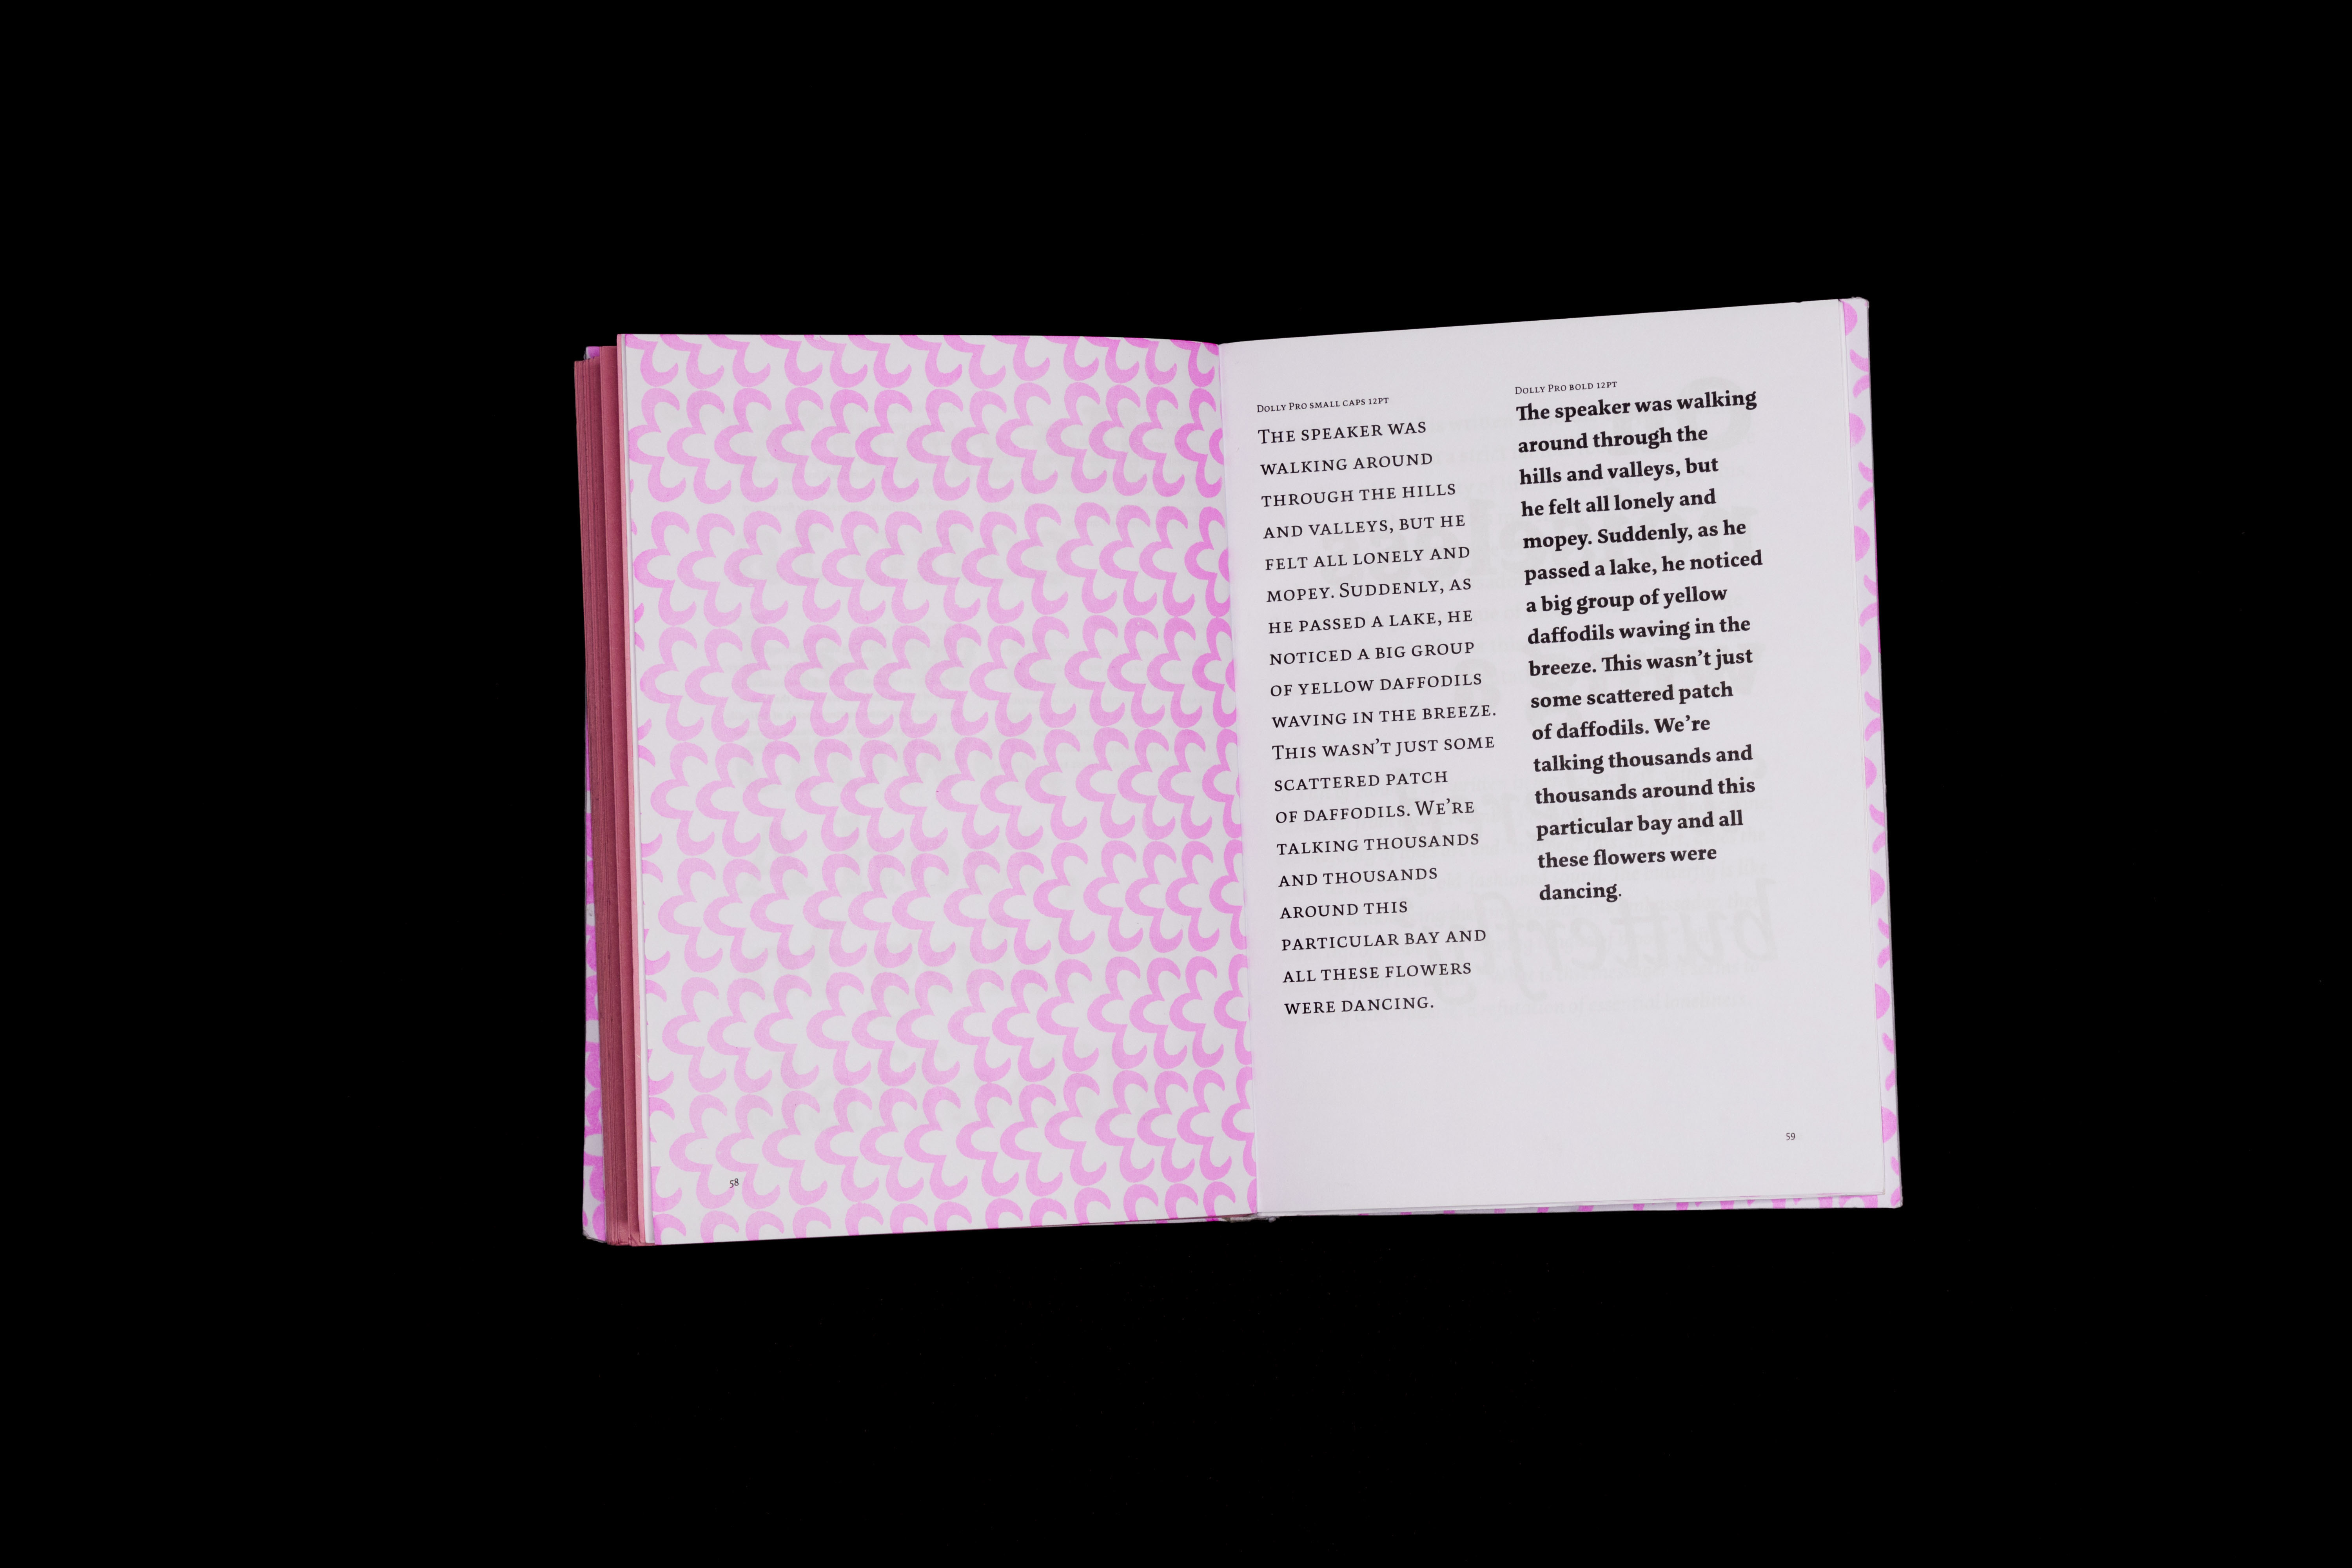 58
Dolly Pro small caps 12pt
The speaker was
walking around
through the hills
and valleys, but he
felt all lonely and
mopey. Suddenly, as
he passed a lake, he
noticed a big group
of yellow daffodils
waving in the breeze.
This wasn’t just some
scattered patch
of daffodils. We’re
talking thousands
and thousands
around this
particular bay and
all these flowers
were dancing.
Dolly Pro bold 12pt
The speaker was walking
around through the
hills and valleys, but
he felt all lonely and
mopey. Suddenly, as he
passed a lake, he noticed
a big group of yellow
daffodils waving in the
breeze. This wasn’t just
some scattered patch
of daffodils. We’re
talking thousands and
thousands around this
particular bay and all
these flowers were
dancing.
59